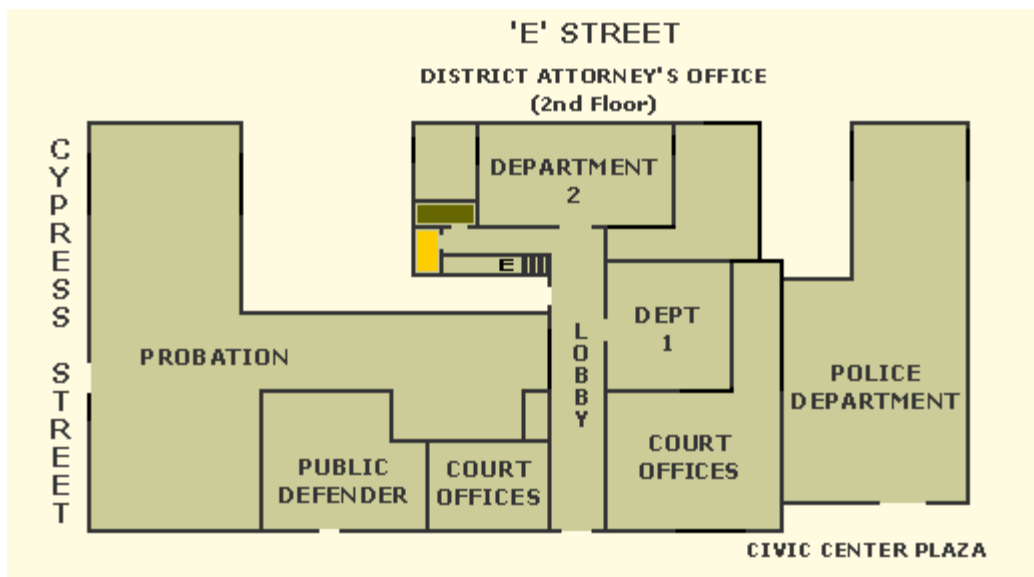 'E' STREET
DISTRICT ATTORNEY'S OFFICE
(2nd Floor)
CYPRESS STREET
DEPARTMENT
2
E
DEPT
1
LOBBY
PROBATION
POLICE
DEPARTMENT
PUBLIC
DEFENDER
COURT
OFFICES
COURT
OFFICES
CIVIC CENTER PLAZA